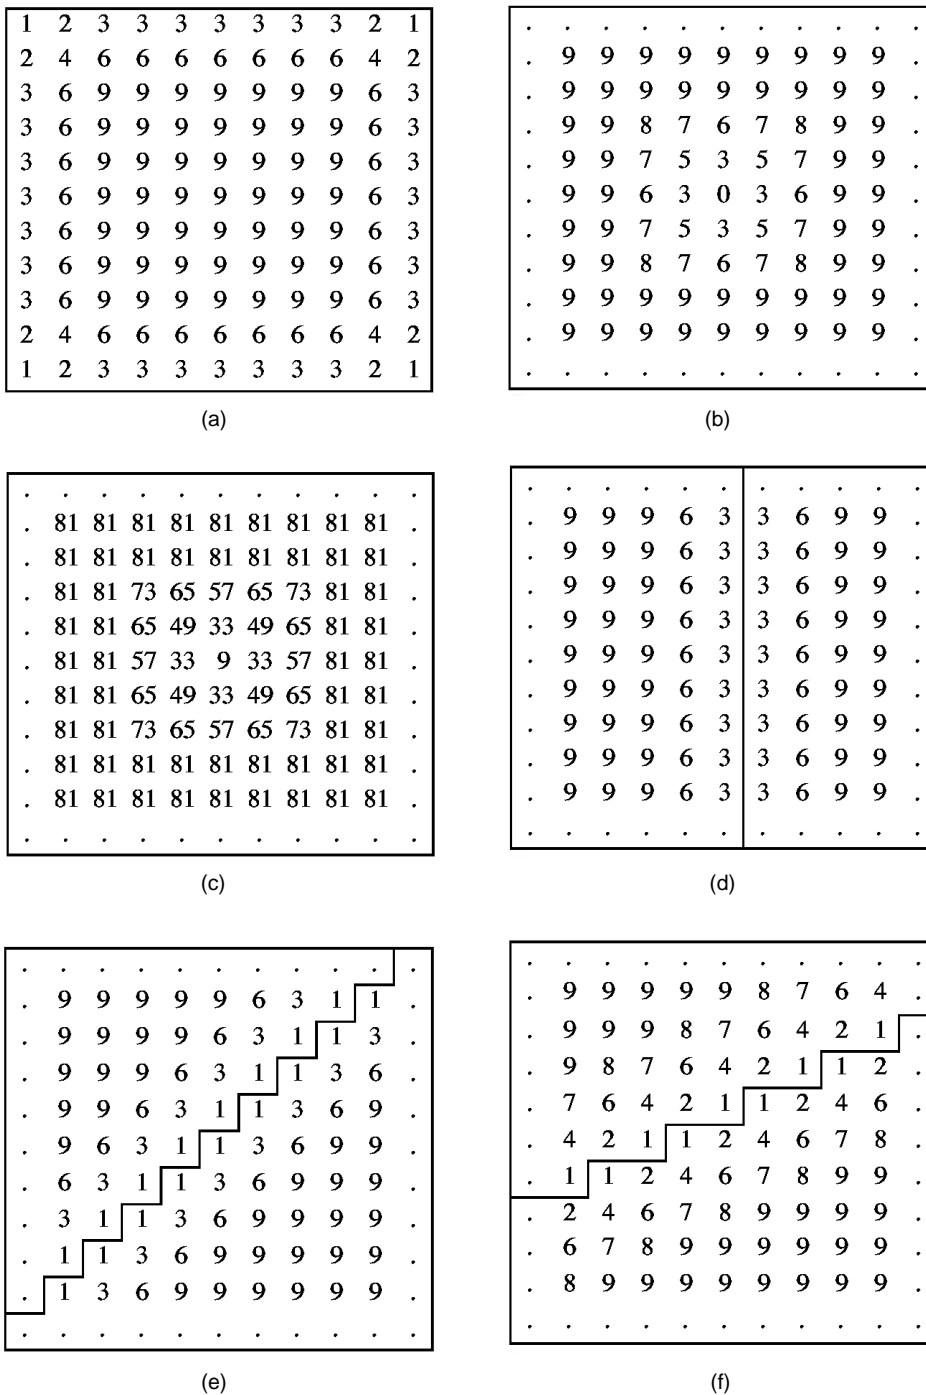 1 2 3 3 3 3 3 3 3 2 1
2 4 6 6 6 6 6 6 6 4 2
3 6 9 9 9 9 9 9 9 6 3
3 6 9 9 9 9 9 9 9 6 3
3 6 9 9 9 9 9 9 9 6 3
3 6 9 9 9 9 9 9 9 6 3
3 6 9 9 9 9 9 9 9 6 3
3 6 9 9 9 9 9 9 9 6 3
3 6 9 9 9 9 9 9 9 6 3
2 4 6 6 6 6 6 6 6 4 2
1 2 3 3 3 3 3 3 3 2 1
(a)
. . . . . . . . . . .
. 9 9 9 9 9 9 9 9 9 .
. 9 9 9 9 9 9 9 9 9 .
. 9 9 8 7 6 7 8 9 9 .
. 9 9 7 5 3 5 7 9 9 .
. 9 9 6 3 0 3 6 9 9 .
. 9 9 7 5 3 5 7 9 9 .
. 9 9 8 7 6 7 8 9 9 .
. 9 9 9 9 9 9 9 9 9 .
. 9 9 9 9 9 9 9 9 9 .
. . . . . . . . . . .
(b)
. . . . . . . . . . .
. 81 81 81 81 81 81 81 81 81 .
. 81 81 81 81 81 81 81 81 81 .
. 81 81 73 65 57 65 73 81 81 .
. 81 81 65 49 33 49 65 81 81 .
. 81 81 57 33 9 33 57 81 81 .
. 81 81 65 49 33 49 65 81 81 .
. 81 81 73 65 57 65 73 81 81 .
. 81 81 81 81 81 81 81 81 81 .
. 81 81 81 81 81 81 81 81 81 .
. . . . . . . . . . .
(c)
. . . . . . . . . . .
. 9 9 9 6 3 3 6 9 9 .
. 9 9 9 6 3 3 6 9 9 .
. 9 9 9 6 3 3 6 9 9 .
. 9 9 9 6 3 3 6 9 9 .
. 9 9 9 6 3 3 6 9 9 .
. 9 9 9 6 3 3 6 9 9 .
. 9 9 9 6 3 3 6 9 9 .
. 9 9 9 6 3 3 6 9 9 .
. 9 9 9 6 3 3 6 9 9 .
. . . . . . . . . . .
(d)
. . . . . . . . . . .
. 9 9 9 9 9 6 3 1 1 .
. 9 9 9 9 6 3 1 1 3 .
. 9 9 9 6 3 1 1 3 6 .
. 9 9 6 3 1 1 3 6 9 .
. 9 6 3 1 1 3 6 9 9 .
. 6 3 1 1 3 6 9 9 9 .
. 3 1 1 3 6 9 9 9 9 .
. 1 1 3 6 9 9 9 9 9 .
. 1 3 6 9 9 9 9 9 9 .
. . . . . . . . . . .
(e)
. . . . . . . . . . .
. 9 9 9 9 9 8 7 6 4 .
. 9 9 9 8 7 6 4 2 1 .
. 9 8 7 6 4 2 1 1 2 .
. 7 6 4 2 1 1 2 4 6 .
. 4 2 1 1 2 4 6 7 8 .
. 1 1 2 4 6 7 8 9 9 .
. 2 4 6 7 8 9 9 9 9 .
. 6 7 8 9 9 9 9 9 9 .
. 8 9 9 9 9 9 9 9 9 .
. . . . . . . . . . .
(f)